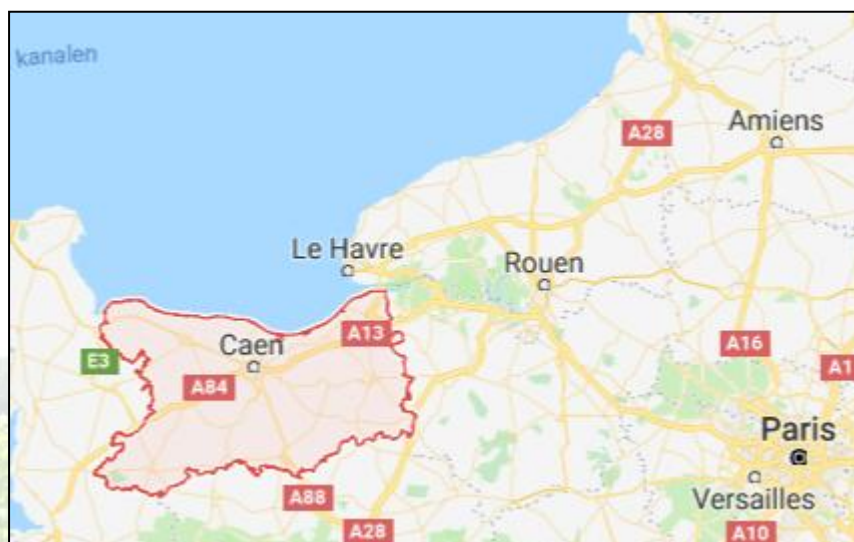 kanalen
A28
Amiens
Le Havre
Rouen
A13
A16
E3
Caen
A84
A1
Paris
Versailles
A88
A28
A10